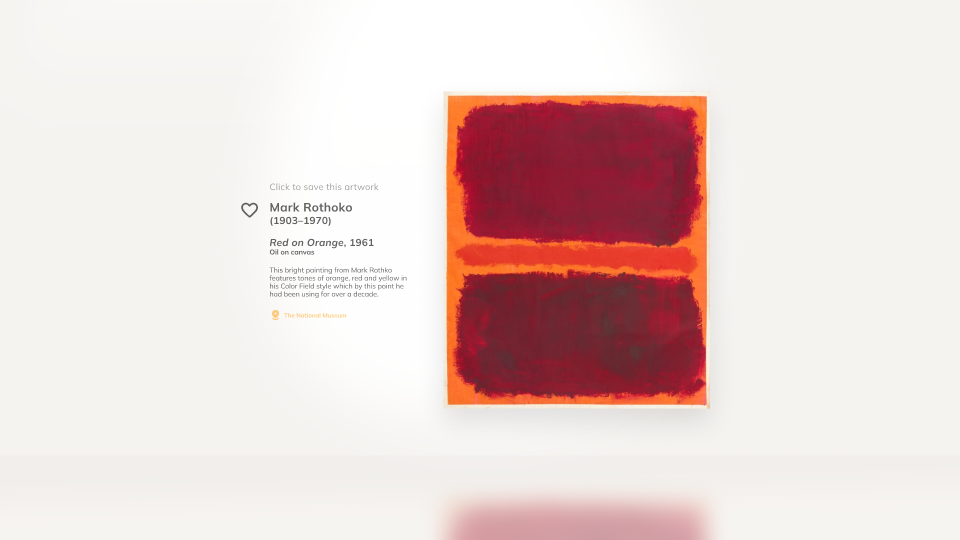 Click to save this artwork
Mark Rothoko
(1903–1970)
Red on Orange, 1961
Oil on canvas
This bright painting from Mark Rothko
features tones of orange, red and yellow in
his Color Field style which by this point he
had been using for over a decade.
The National Museum